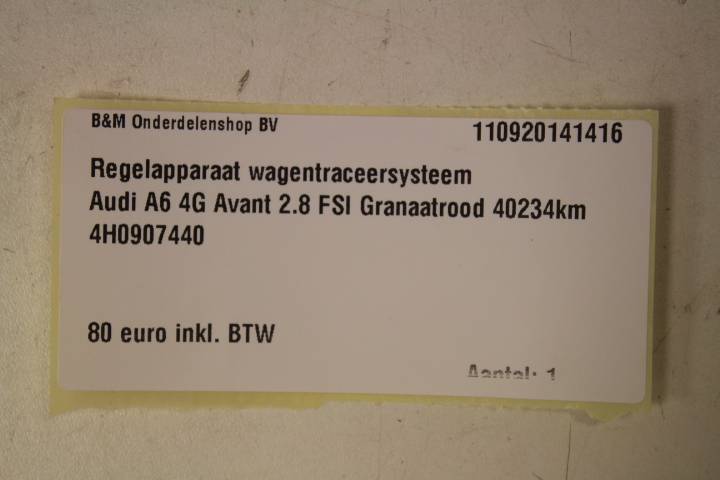 B&M Onderdelenshop BV
110920141416
Regelapparaat wagentraceersysteem
Audi A6 4G Avant 2.8 FSI Granaatrood 40234km
4H0907440
80 euro inkl. BTW
Aantal: 1